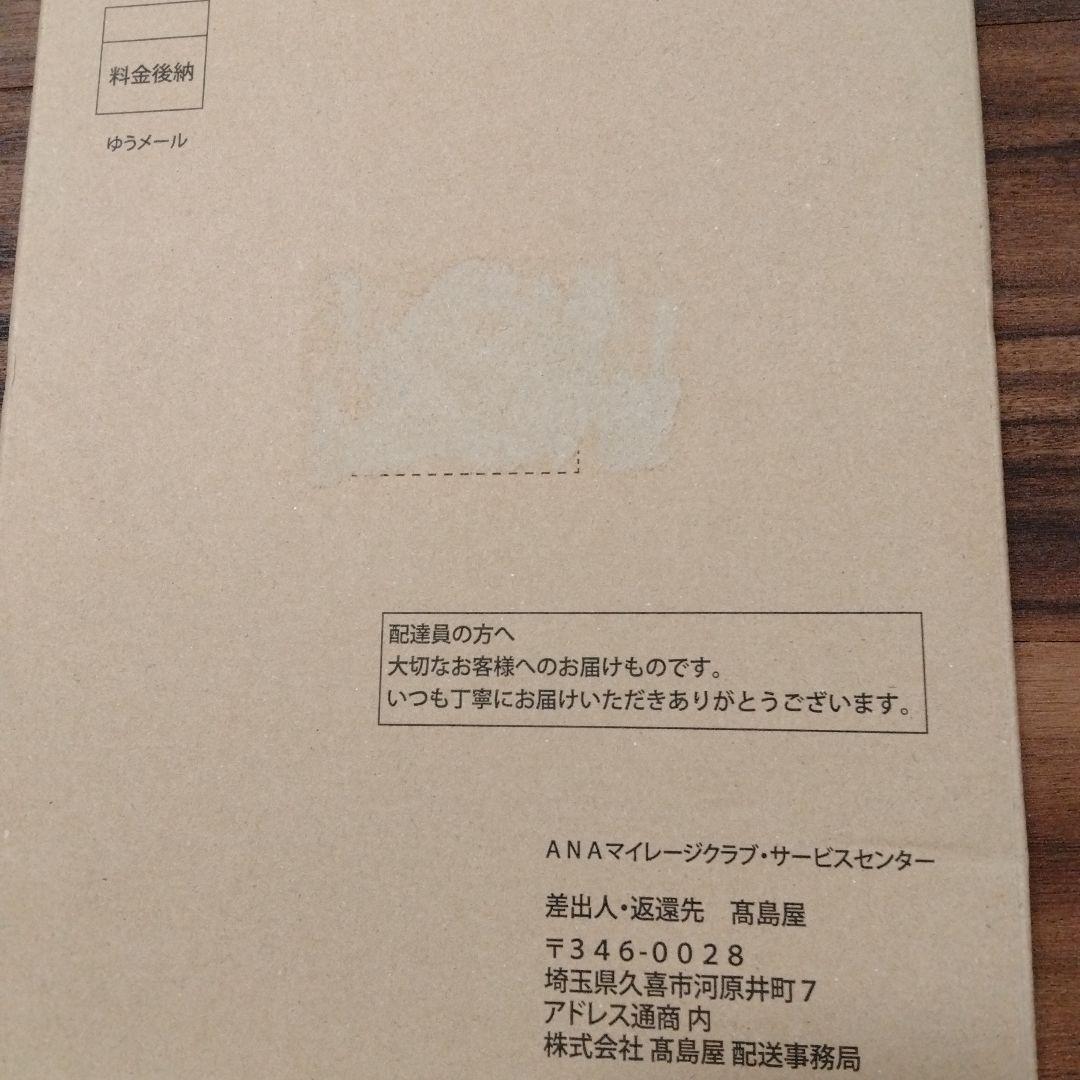 料金後納
ゆうメール
配達員の方へ
大切なお客様へのお届けものです。
いつも丁寧にお届けいただきありがとうございます。
ANAマイレージクラブ・サービスセンター
差出人・返還先 髙島屋
〒346-0028
埼玉県久喜市河原井町7
アドレス通商 内
株式会社 髙島屋 配送事務局